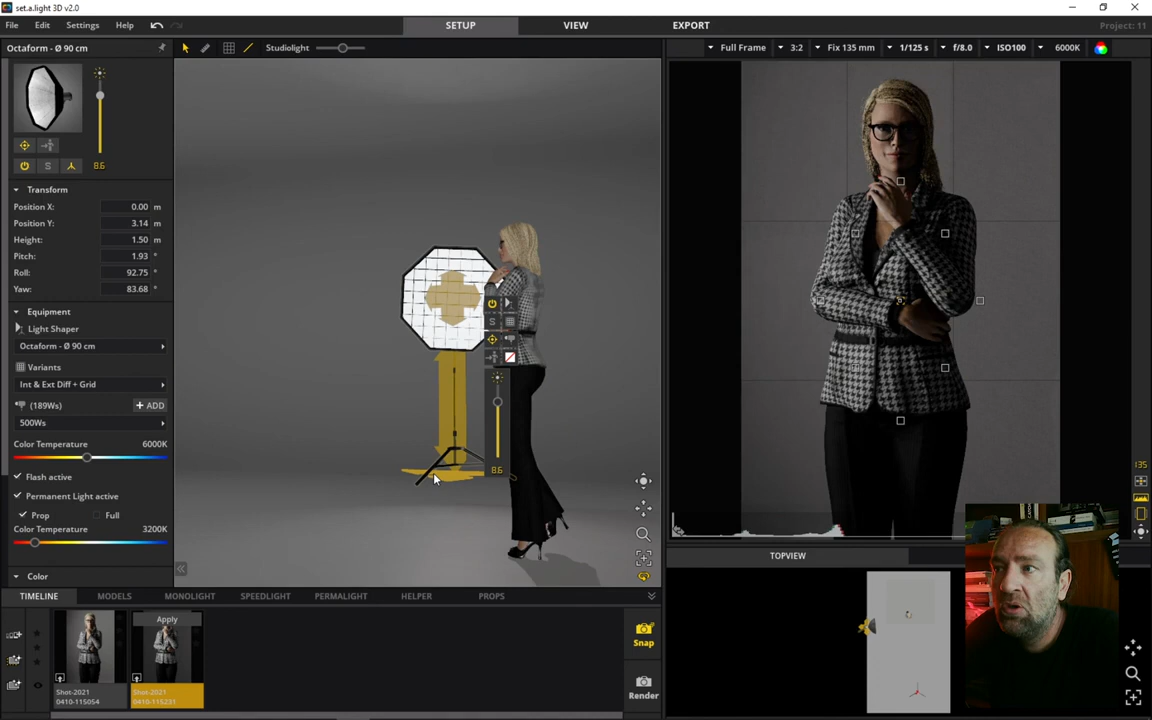 set.a.light 3D v2.0
File Edit Settings Help
SETUP VIEW EXPORT
Project: 11
Octaform - Ø 90 cm
Studiolight
Full Frame 3:2 Fix 135 mm 1/125 s f/8.0 ISO100 6000K
S
8.6
Transform
Position X: 0.00 m
Position Y: 3.14 m
Height: 1.50 m
Pitch: 1.93 °
Roll: 92.75 °
Yaw: 83.68 °
Equipment
Light Shaper
Octaform - Ø 90 cm
Variants
Int & Ext Diff + Grid
(189Ws) + ADD
500Ws
Color Temperature 6000K
Flash active
Permanent Light active
Prop Full
Color Temperature 3200K
Color
S
8.6
135
TOPVIEW
TIMELINE MODELS MONOLIGHT SPEEDLIGHT PERMALIGHT HELPER PROPS
Apply
Shot-2021
0410-115054
Shot-2021
0410-115231
Snap
Render